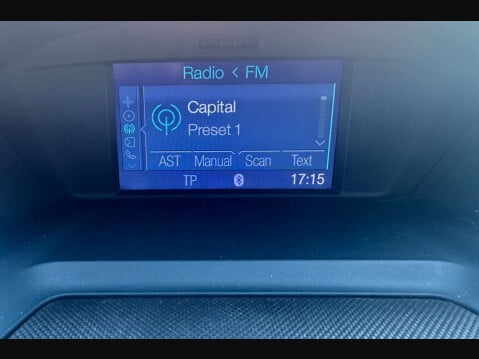 Radio < FM
Capital
Preset 1
AST Manual Scan Text
TP 17:15